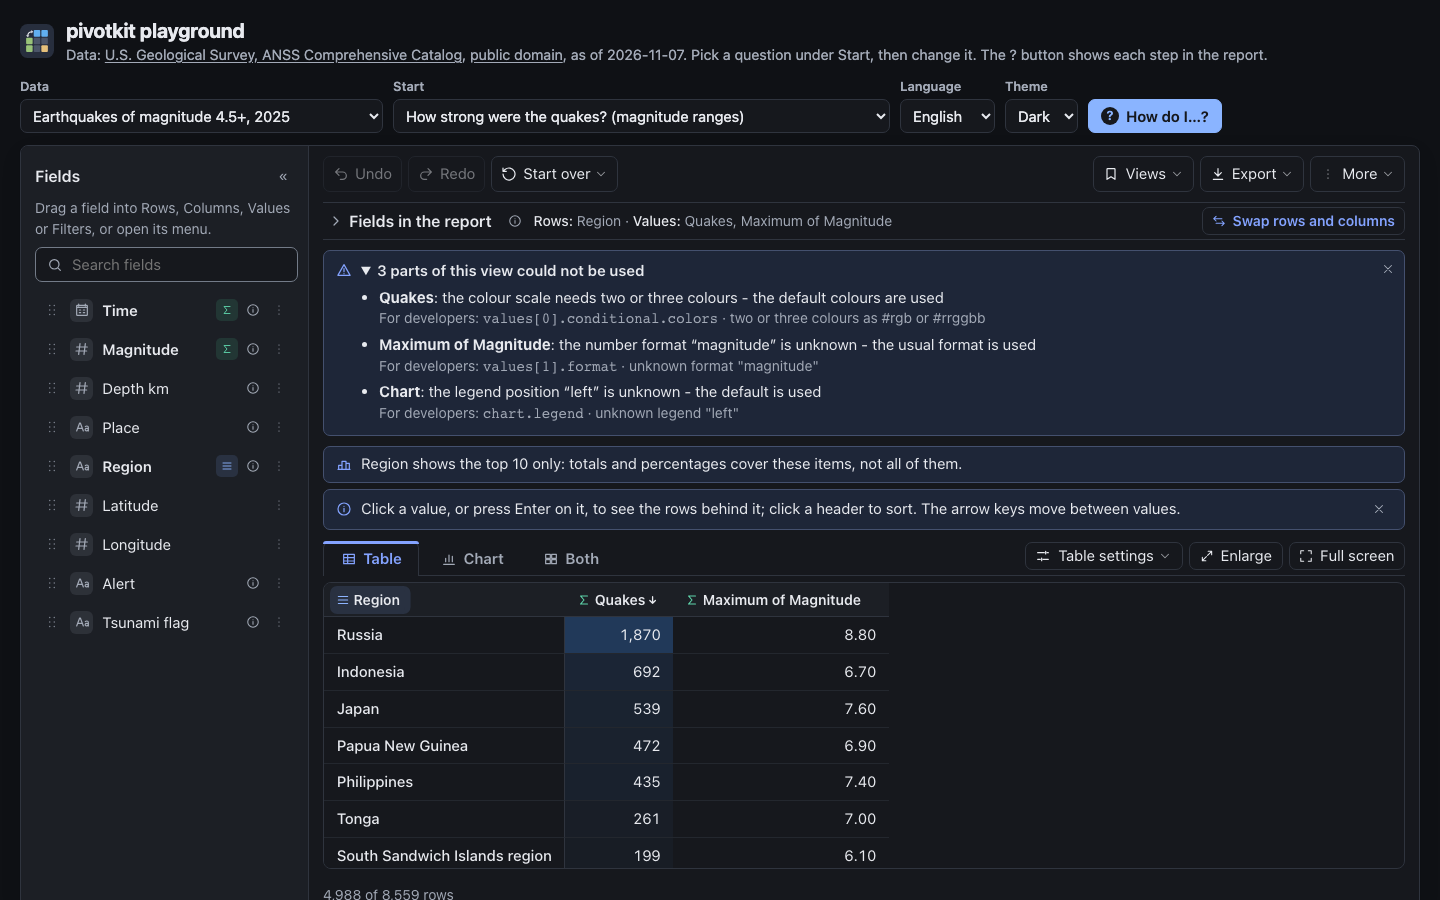 pivotkit playground
Data: U.S. Geological Survey, ANSS Comprehensive Catalog, public domain, as of 2026-11-07. Pick a question under Start, then change it. The ? button shows each step in the report.
Data
Start
Language
Theme
Earthquakes of magnitude 4.5+, 2025
How strong were the quakes? (magnitude ranges)
English
Dark
? How do I...?
Fields
«
Drag a field into Rows, Columns, Values
or Filters, or open its menu.
Search fields
Time
Magnitude
Depth km
Aa Place
Aa Region
Latitude
Longitude
Aa Alert
Aa Tsunami flag
Undo
Redo
Start over
Views
Export
More
Fields in the report
Rows: Region · Values: Quakes, Maximum of Magnitude
Swap rows and columns
3 parts of this view could not be used
• Quakes: the colour scale needs two or three colours - the default colours are used
For developers: values[0].conditional.colors · two or three colours as #rgb or #rrggbb
• Maximum of Magnitude: the number format “magnitude” is unknown - the usual format is used
For developers: values[1].format · unknown format "magnitude"
• Chart: the legend position “left” is unknown - the default is used
For developers: chart.legend · unknown legend "left"
Region shows the top 10 only: totals and percentages cover these items, not all of them.
Click a value, or press Enter on it, to see the rows behind it; click a header to sort. The arrow keys move between values.
Table
Chart
Both
Table settings
Enlarge
Full screen
Region
Σ Quakes ↓
Σ Maximum of Magnitude
Russia 1,870 8.80
Indonesia 692 6.70
Japan 539 7.60
Papua New Guinea 472 6.90
Philippines 435 7.40
Tonga 261 7.00
South Sandwich Islands region 199 6.10
4,988 of 8,559 rows